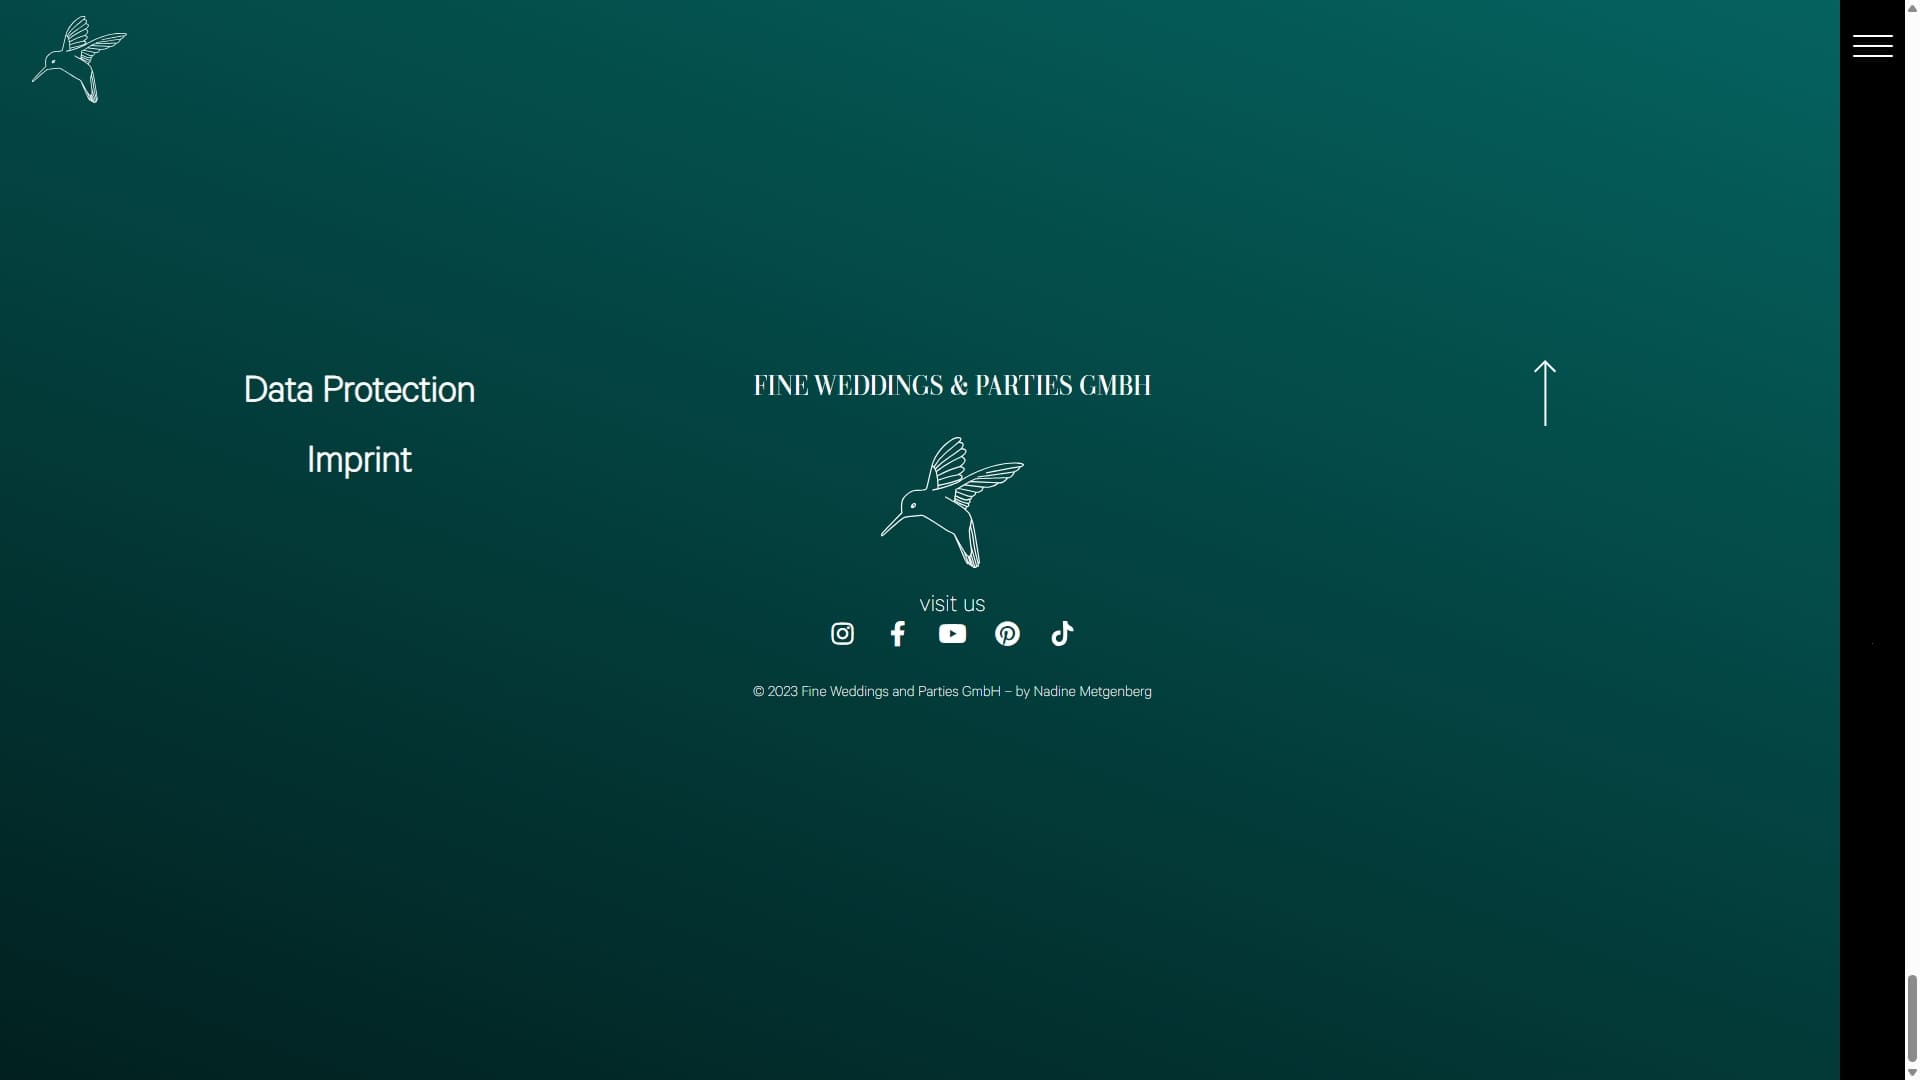 Data Protection
Imprint
FINE WEDDINGS & PARTIES GMBH
visit us
© 2023 Fine Weddings and Parties GmbH – by Nadine Metgenberg